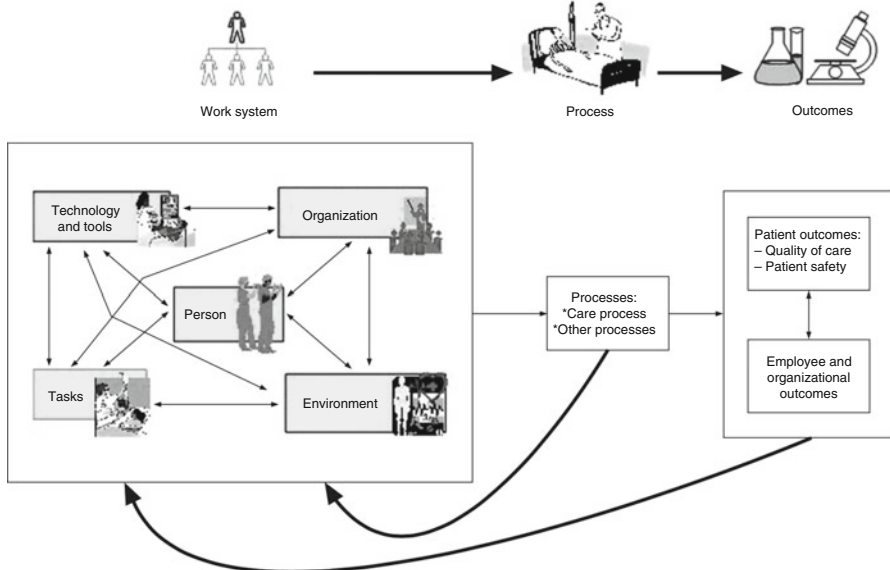 Work system
Process
Outcomes
Technology
and tools
Organization
Person
Tasks
Environment
Processes:
*Care process
*Other processes
Patient outcomes:
– Quality of care
– Patient safety
Employee and
organizational
outcomes